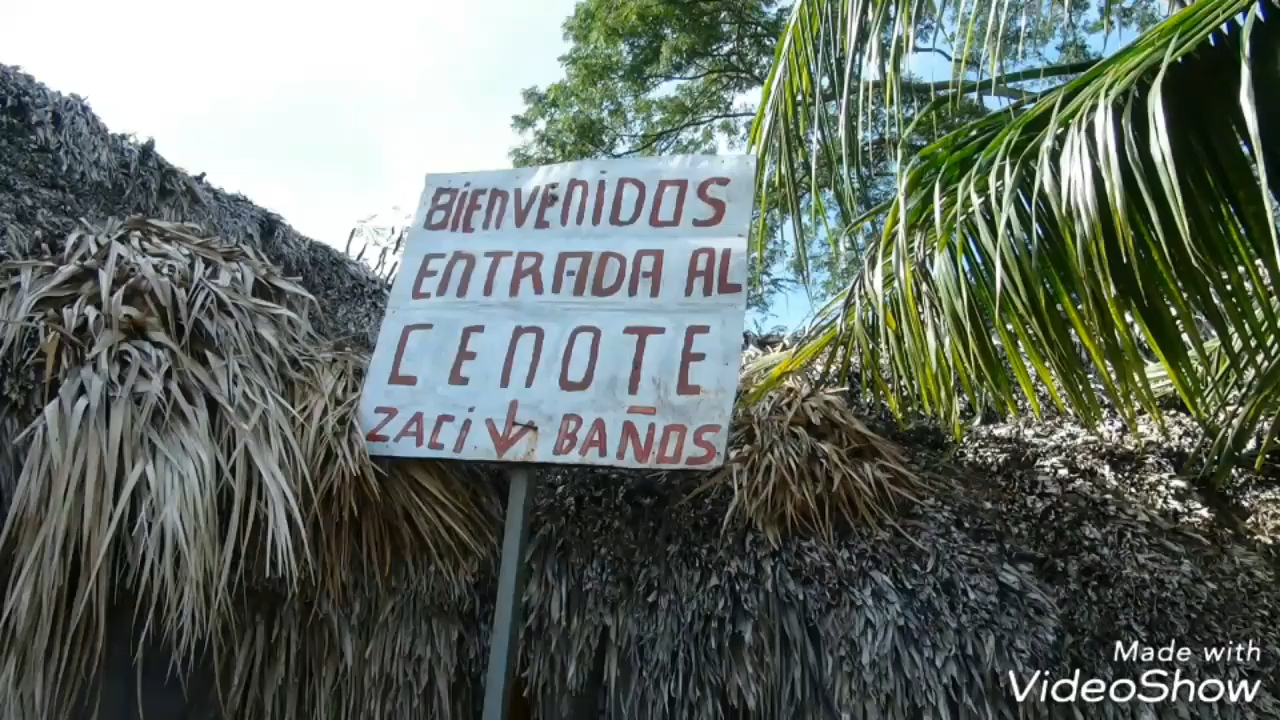 BIENVENIDOS
ENTRADA AL
CENOTE
ZACI ↓ BAÑOS
Made with
VideoShow